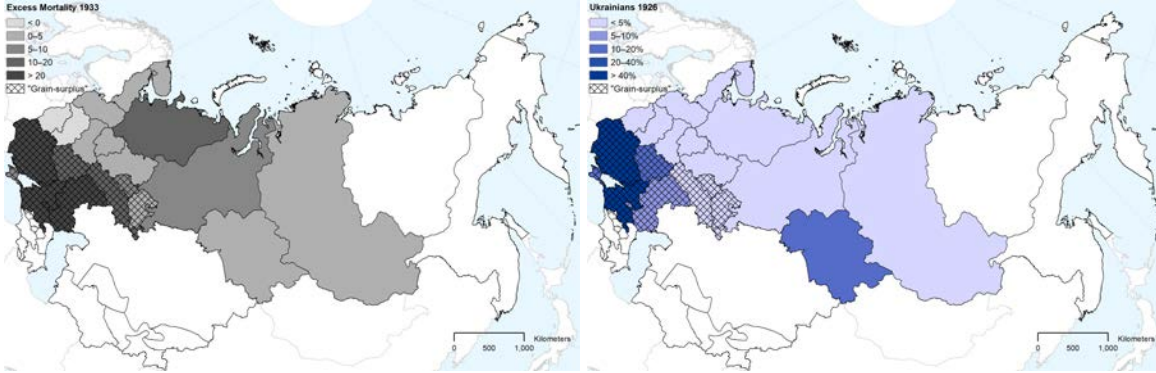 Excess Mortality 1933
< 0
0–5
5–10
10–20
> 20
"Grain-surplus"
Kilometers
0 500 1,000
Ukrainians 1926
< 5%
5–10%
10–20%
20–40%
> 40%
"Grain-surplus"
Kilometers
0 500 1,000